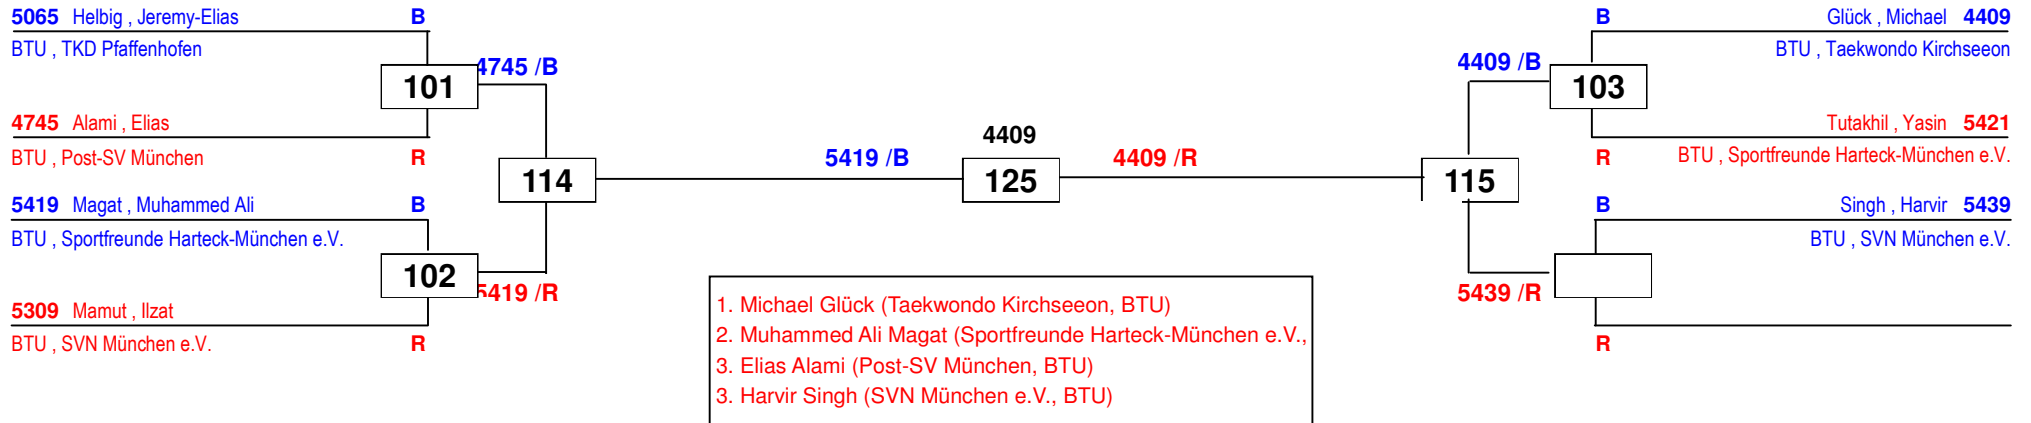 5065 Helbig , Jeremy-Elias B
BTU , TKD Pfaffenhofen
4745 /B
101
4745 Alami , Elias
BTU , Post-SV München R
114
5419 Magat , Muhammed Ali B
BTU , Sportfreunde Harteck-München e.V.
102
5419 /R
5309 Mamut , Ilzat
BTU , SVN München e.V. R
5419 /B
4409
125
4409 /R
B Glück , Michael 4409
BTU , Taekwondo Kirchseeon
4409 /B
103
Tutakhil , Yasin 5421
R BTU , Sportfreunde Harteck-München e.V.
115
B Singh , Harvir 5439
BTU , SVN München e.V.
5439 /R
R
1. Michael Glück (Taekwondo Kirchseeon, BTU)
2. Muhammed Ali Magat (Sportfreunde Harteck-München e.V.,
3. Elias Alami (Post-SV München, BTU)
3. Harvir Singh (SVN München e.V., BTU)